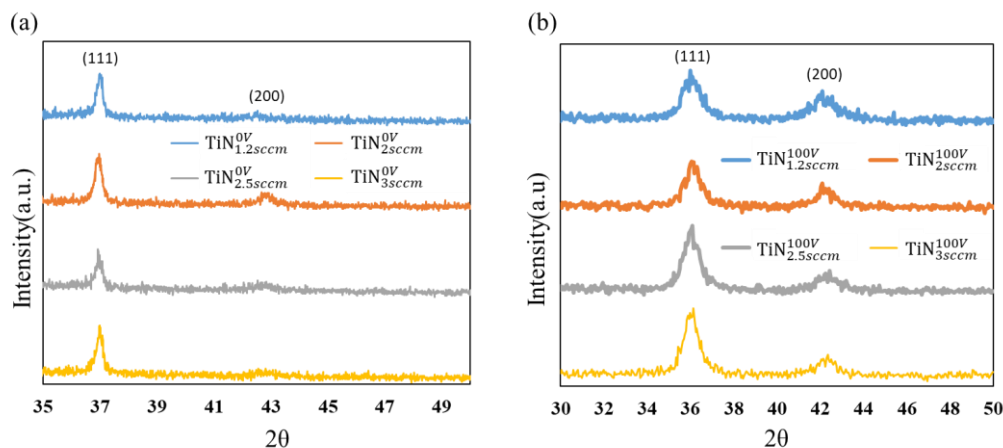 (a)
(111)
(200)
TiN^{0V}_{1.2sccm} TiN^{0V}_{2sccm}
TiN^{0V}_{2.5sccm} TiN^{0V}_{3sccm}
Intensity(a.u.)
35 37 39 41 43 45 47 49
2θ
(b)
(111)
(200)
TiN^{100V}_{1.2sccm} TiN^{100V}_{2sccm}
TiN^{100V}_{2.5sccm} TiN^{100V}_{3sccm}
Intensity(a.u)
30 32 34 36 38 40 42 44 46 48 50
2θ